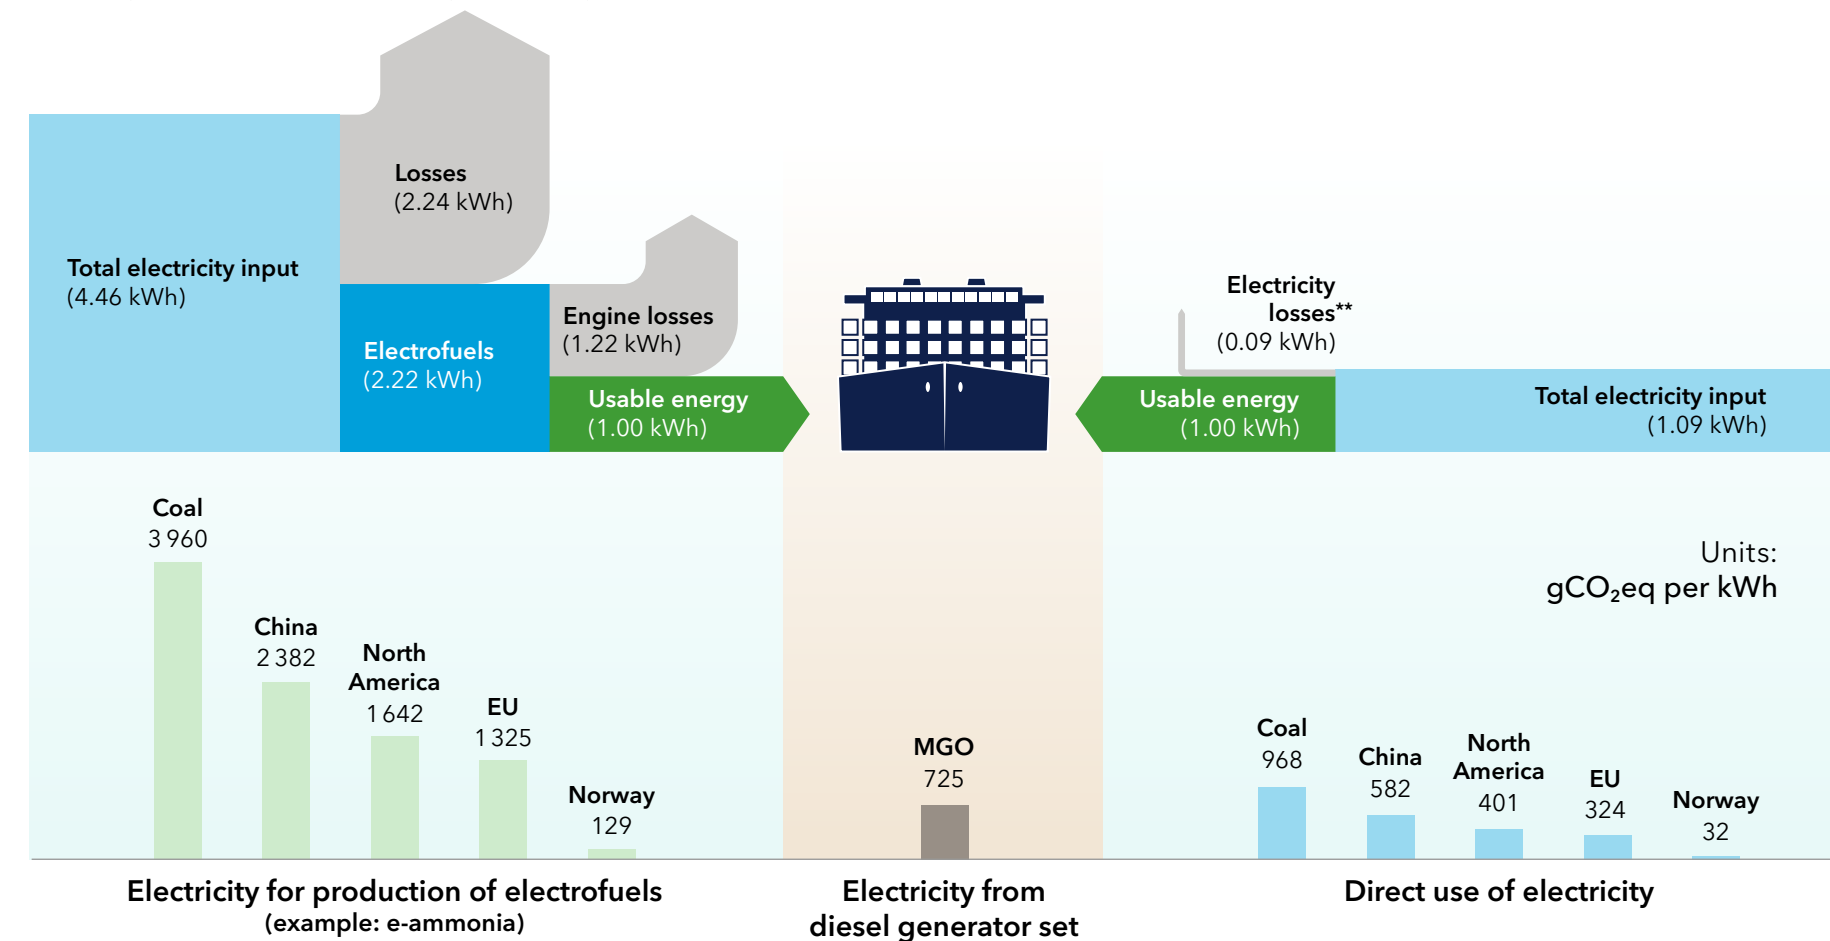 Losses
(2.24 kWh)
Total electricity input
(4.46 kWh)
Electrofuels
(2.22 kWh)
Engine losses
(1.22 kWh)
Usable energy
(1.00 kWh)
Electricity
losses**
(0.09 kWh)
Usable energy
(1.00 kWh)
Total electricity input
(1.09 kWh)
Coal
3 960
China
2 382
North
America
1 642
EU
1 325
Norway
129
MGO
725
Units:
gCO₂eq per kWh
Coal
968
China
582
North
America
401
EU
324
Norway
32
Electricity for production of electrofuels
(example: e-ammonia)
Electricity from
diesel generator set
Direct use of electricity